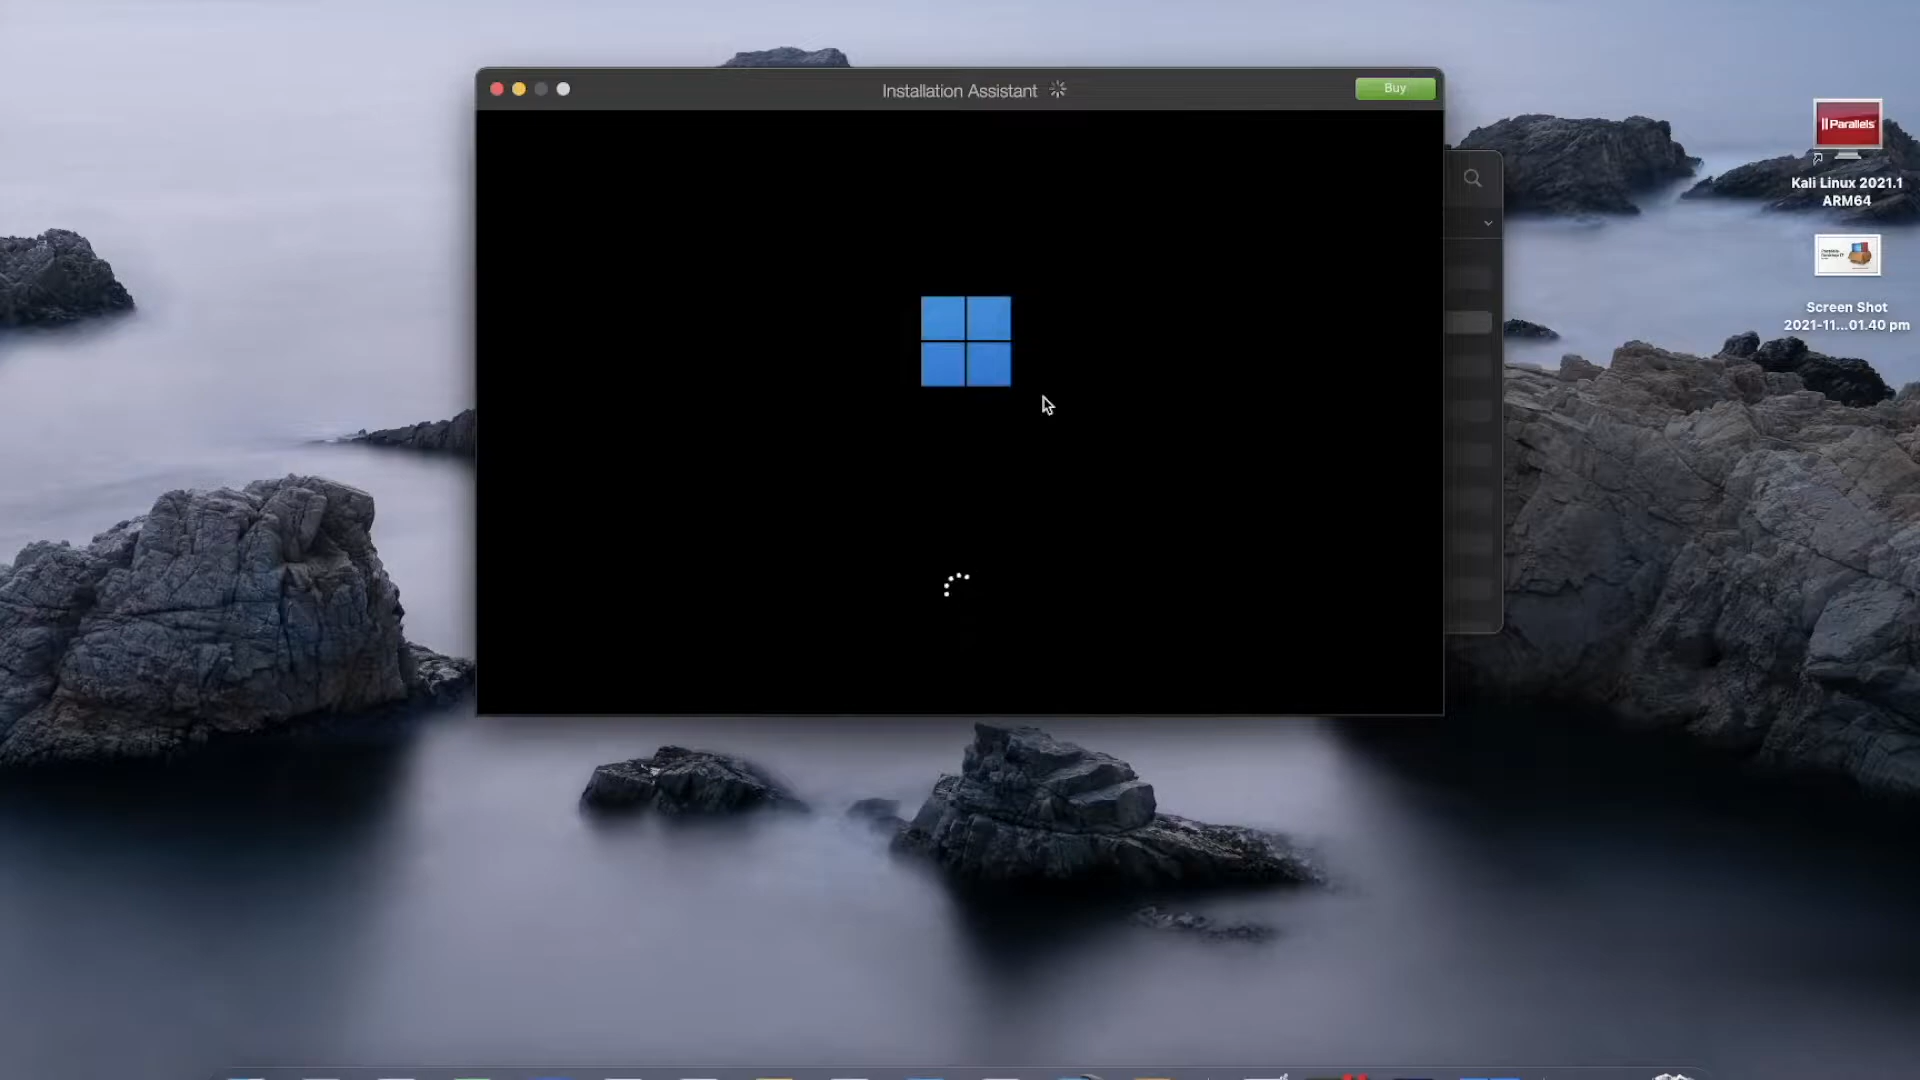 Installation Assistant
Buy
Parallels
Kali Linux 2021.1
ARM64
Screen Shot
2021-11...01.40 pm